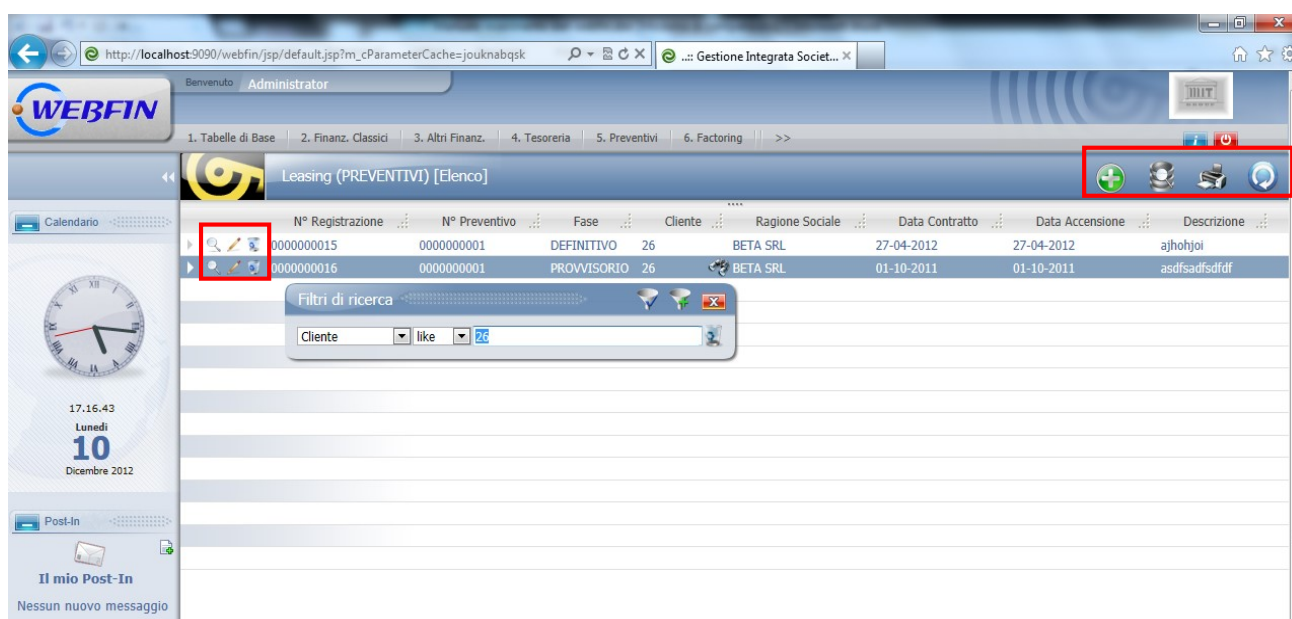 http://localhost:9090/webfin/jsp/default.jsp?m_cParameterCache=jouknabqsk
..:: Gestione Integrata Societ...
WEBFIN
Benvenuto Administrator
1. Tabelle di Base 2. Finanz. Classici 3. Altri Finanz. 4. Tesoreria 5. Preventivi 6. Factoring >>
Leasing (PREVENTIVI) [Elenco]
Calendario
N° Registrazione N° Preventivo Fase Cliente Ragione Sociale Data Contratto Data Accensione Descrizione
0000000015 0000000001 DEFINITIVO 26 BETA SRL 27-04-2012 27-04-2012 ajhohjoi
0000000016 0000000001 PROVVISORIO 26 BETA SRL 01-10-2011 01-10-2011 asdfsadfsdfdf
Filtri di ricerca
Cliente like 26
XII
17.16.43
Lunedì
10
Dicembre 2012
Post-In
Il mio Post-In
Nessun nuovo messaggio